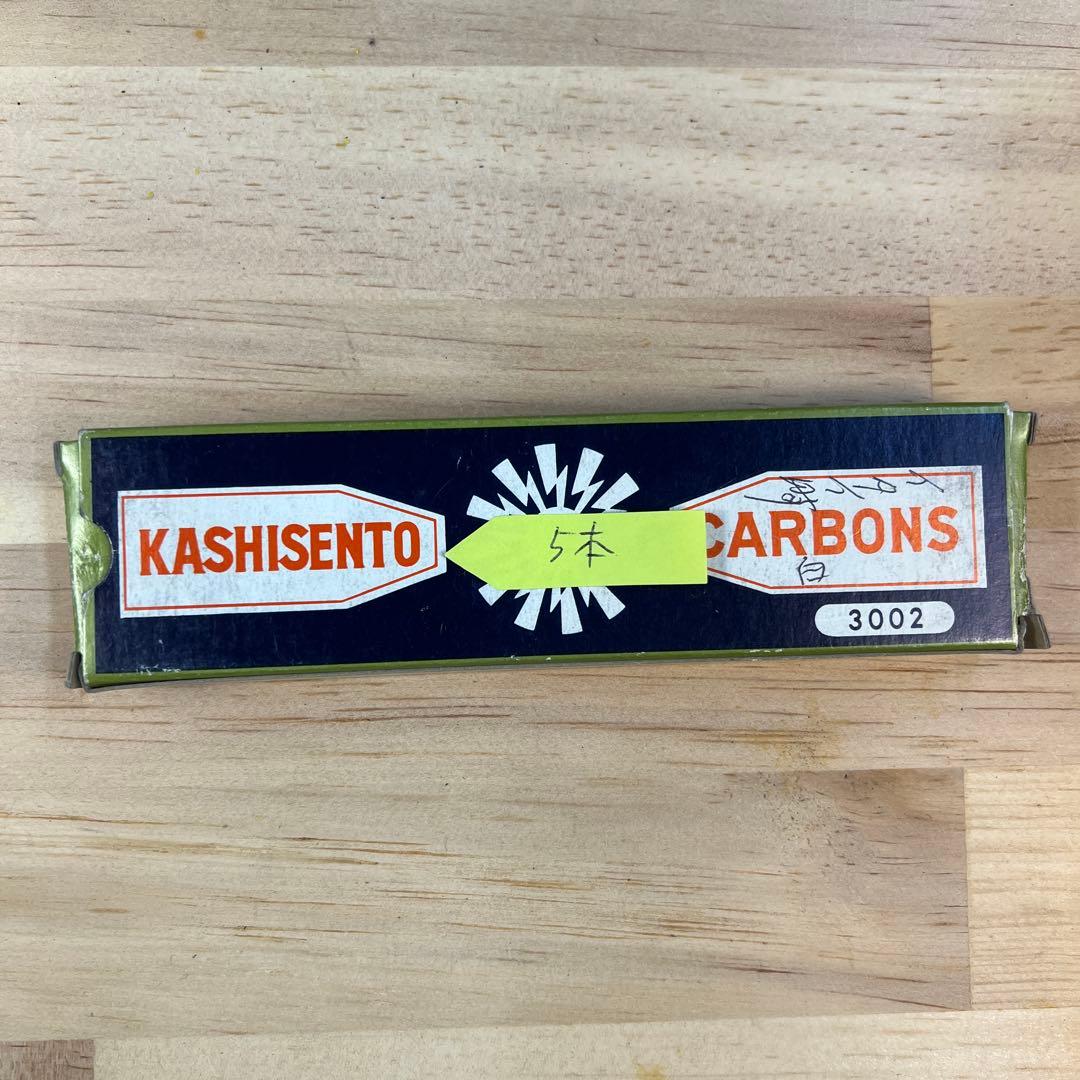 KASHISENTO
5本
CARBONS
白
3002